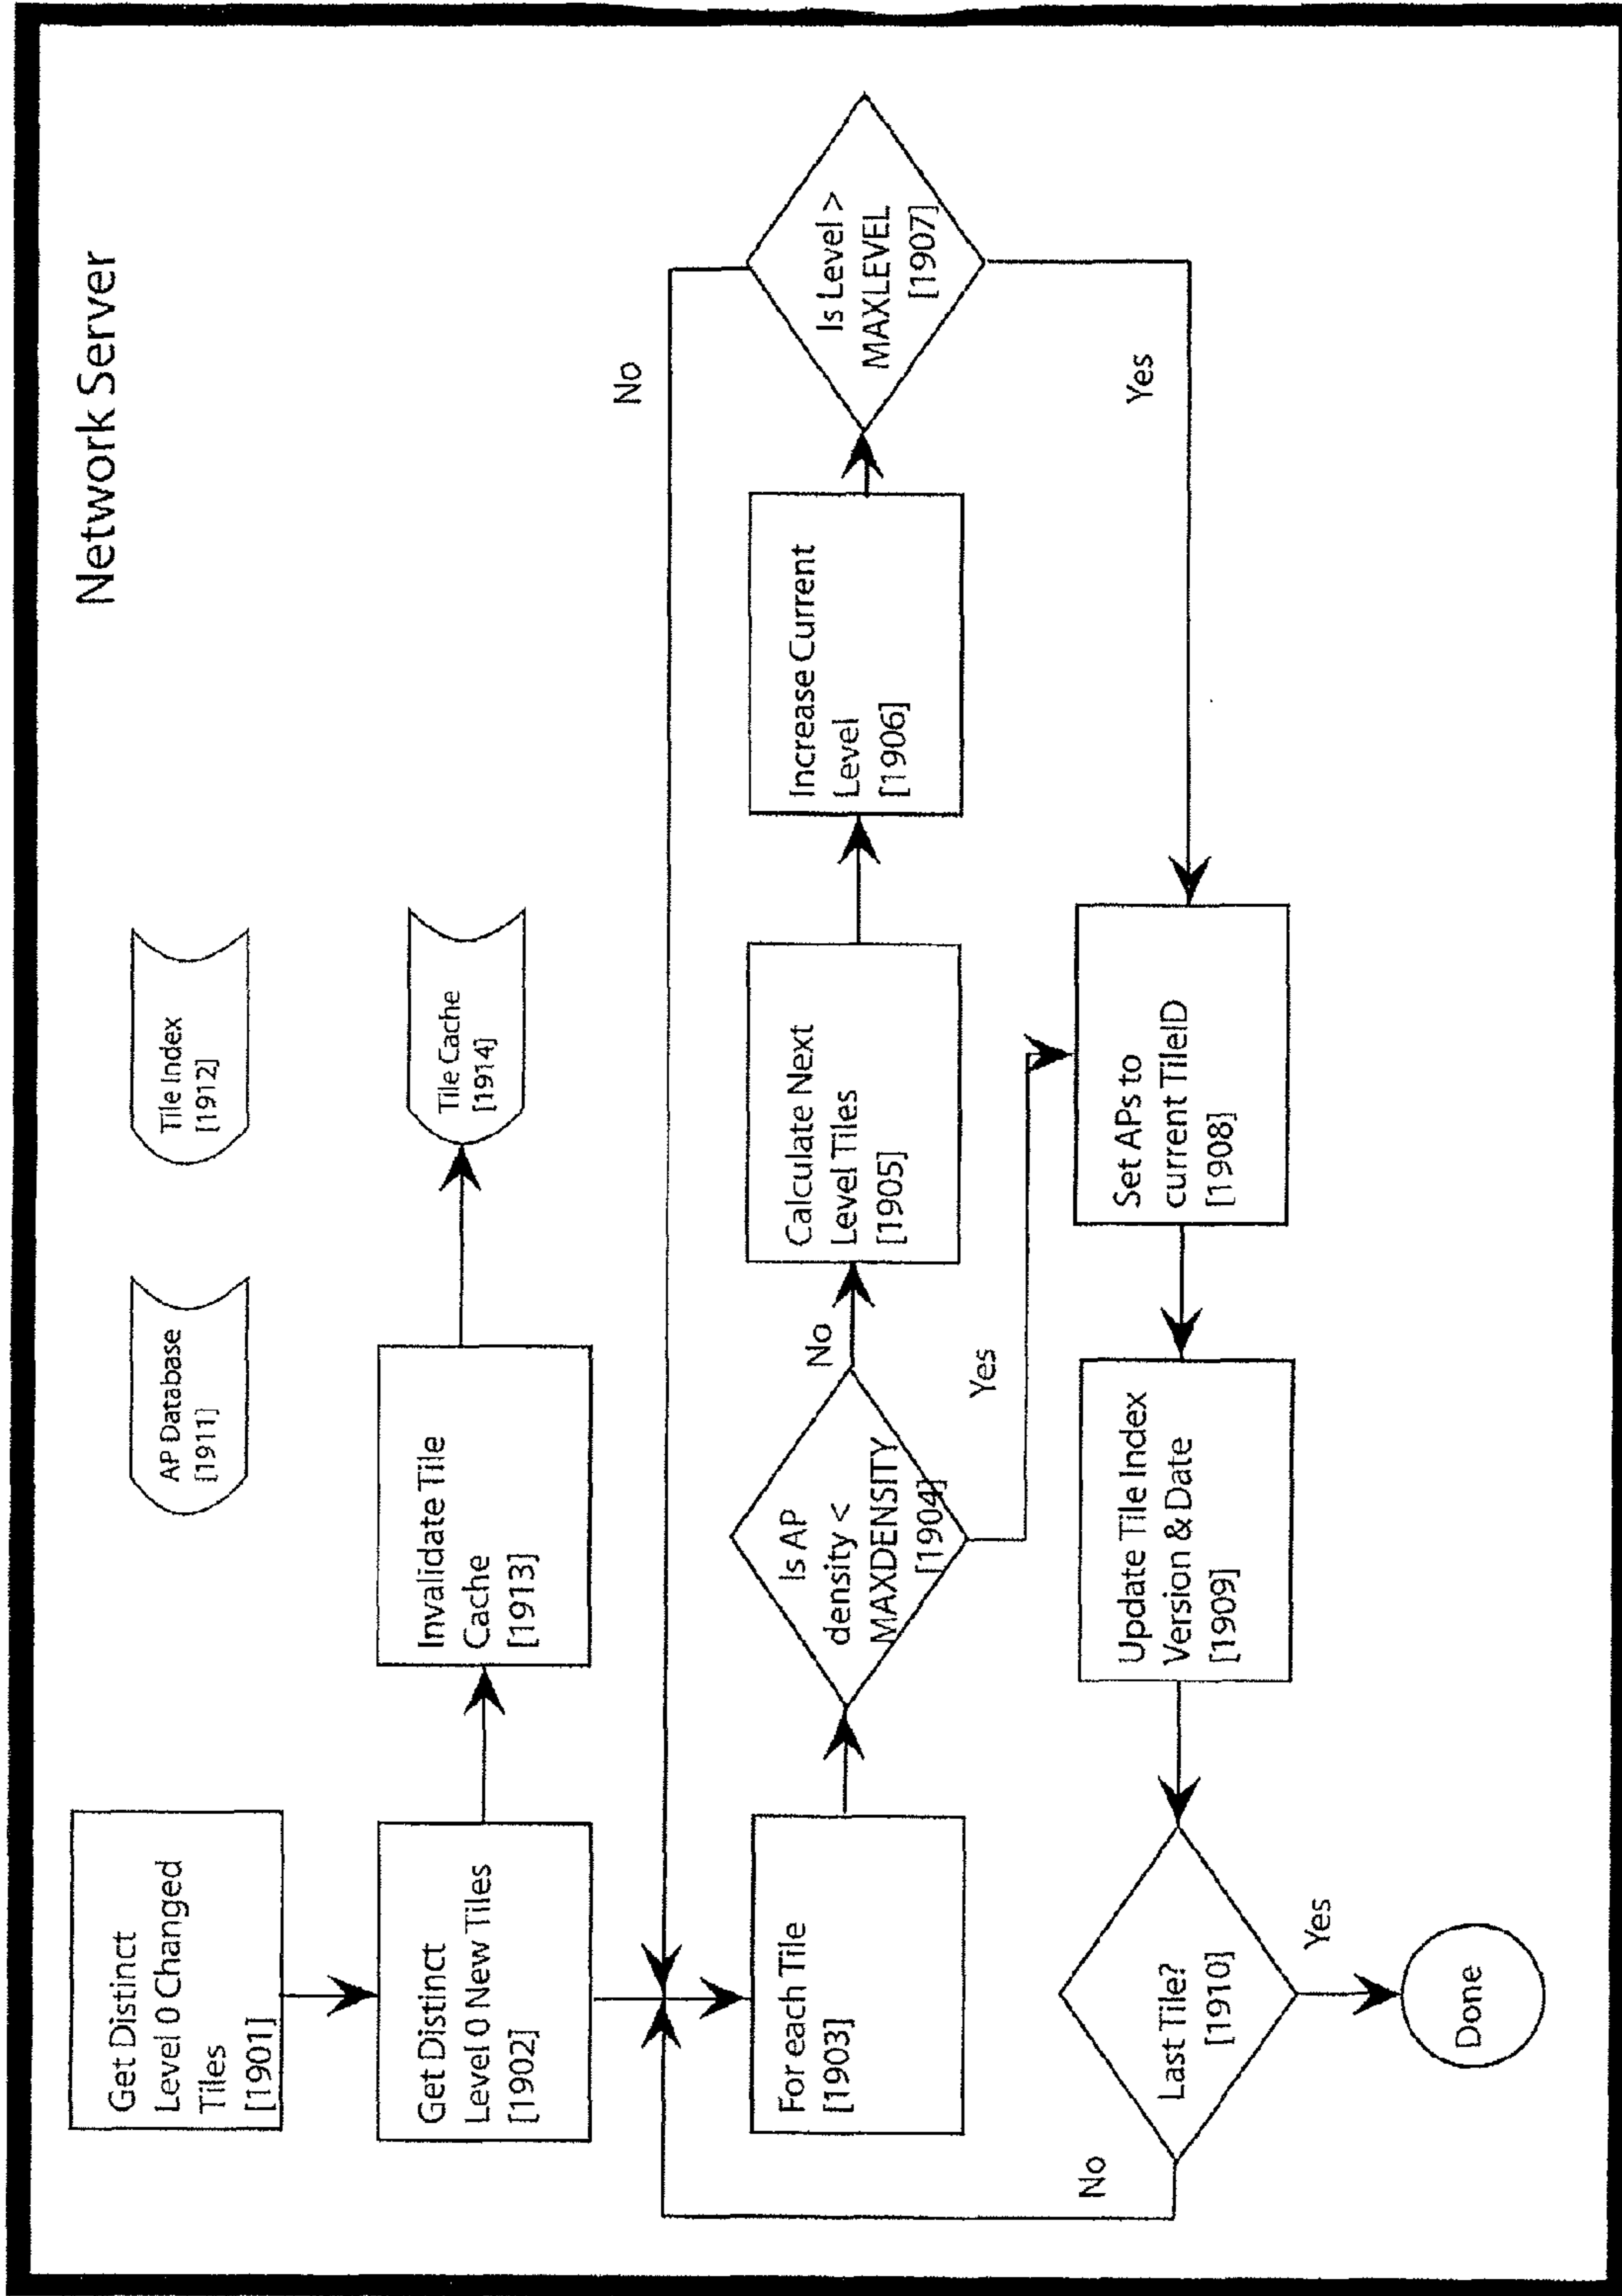 Network Server
Get Distinct
Level 0 Changed
Tiles
[1901]
AP Database
[1911]
Tile Index
[1912]
Get Distinct
Level 0 New Tiles
[1902]
Invalidate Tile
Cache
[1913]
Tile Cache
[1914]
No
For each Tile
[1903]
Is AP
density <
MAXDENSITY
[1904]
No
Yes
Calculate Next
Level Tiles
[1905]
Increase Current
Level
[1906]
Is Level >
MAXLEVEL
[1907]
Yes
No
Last Tile?
[1910]
Update Tile Index
Version & Date
[1909]
Set APs to
current TileID
[1908]
Yes
Done